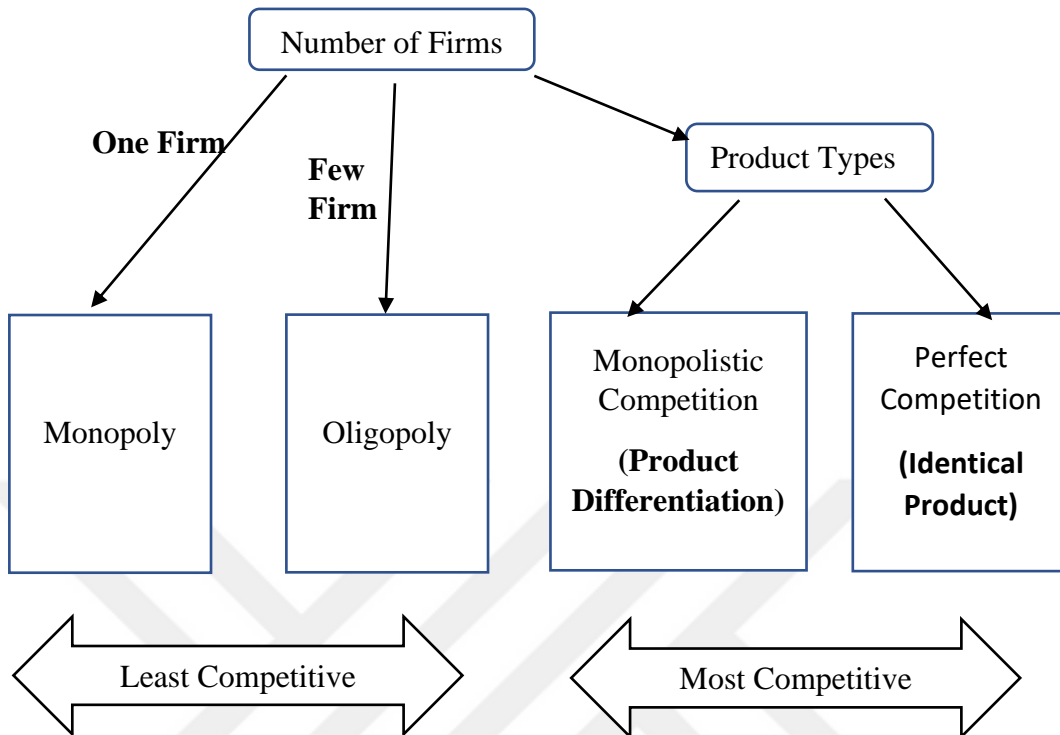 Number of Firms
One Firm
Few
Firm
Product Types
Monopoly
Oligopoly
Monopolistic
Competition
(Product
Differentiation)
Perfect
Competition
(Identical
Product)
Least Competitive
Most Competitive